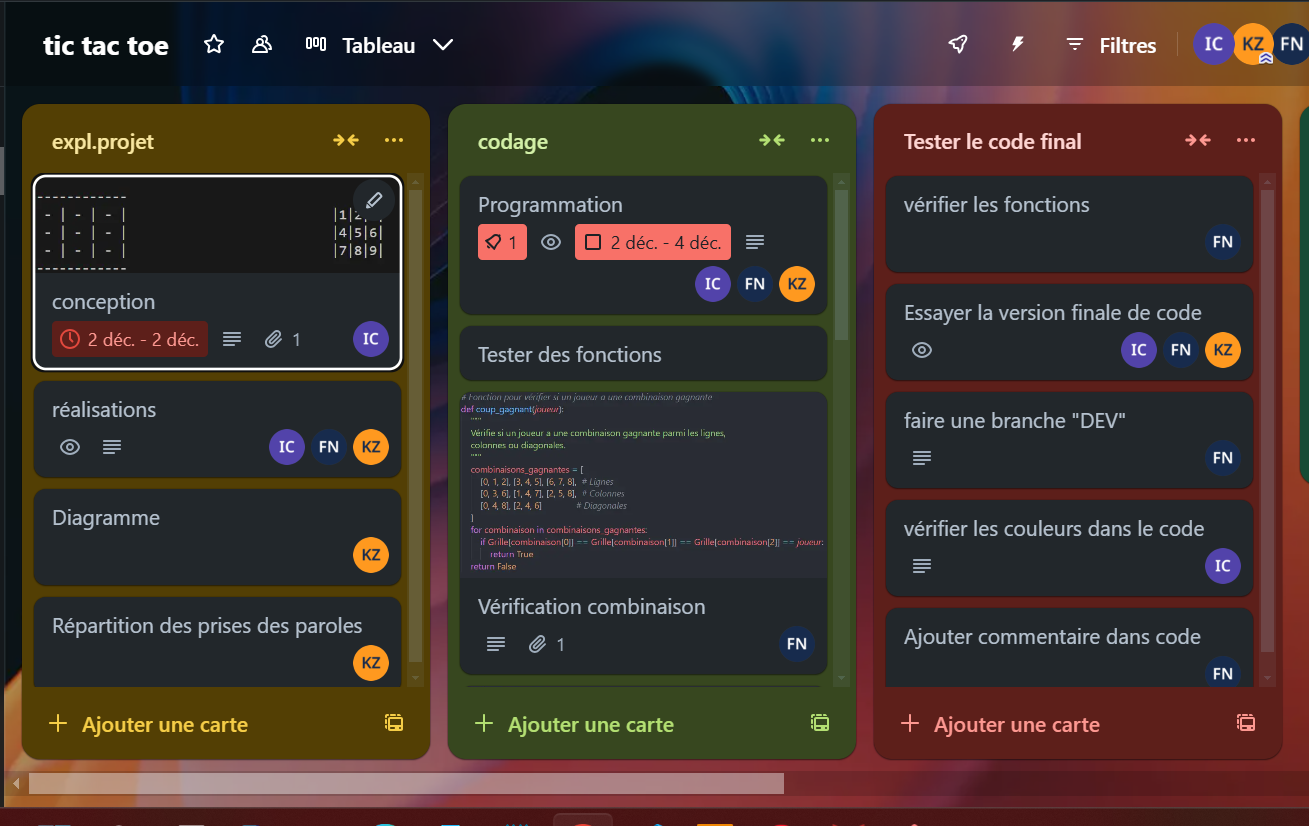 tic tac toe
Tableau
Filtres
IC
KZ
FN
expl.projet
------------
- | - | - |
- | - | - |
- | - | - |
------------
|1|2
|4|5|6|
|7|8|9|
conception
2 déc. - 2 déc.
1
IC
réalisations
IC
FN
KZ
Diagramme
KZ
Répartition des prises des paroles
KZ
Ajouter une carte
codage
Programmation
1
2 déc. - 4 déc.
IC
FN
KZ
Tester des fonctions
# Fonction pour vérifier si un joueur a une combinaison gagnante
def coup_gagnant(joueur):
"""
Vérifie si un joueur a une combinaison gagnante parmi les lignes,
colonnes ou diagonales.
"""
combinaisons_gagnantes = [
[0, 1, 2], [3, 4, 5], [6, 7, 8], # Lignes
[0, 3, 6], [1, 4, 7], [2, 5, 8], # Colonnes
[0, 4, 8], [2, 4, 6] # Diagonales
]
for combinaison in combinaisons_gagnantes:
if Grille[combinaison[0]] == Grille[combinaison[1]] == Grille[combinaison[2]] == joueur:
return True
return False
Vérification combinaison
1
FN
Ajouter une carte
Tester le code final
vérifier les fonctions
FN
Essayer la version finale de code
IC
FN
KZ
faire une branche "DEV"
FN
vérifier les couleurs dans le code
IC
Ajouter commentaire dans code
FN
Ajouter une carte